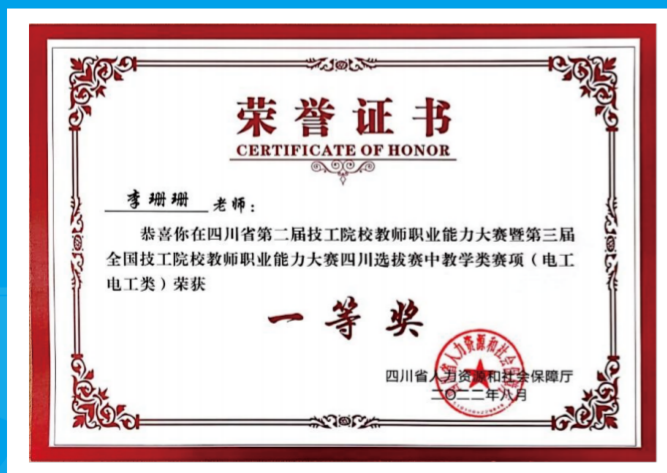 荣誉证书
CERTIFICATE OF HONOR
李珊珊 老师：
恭喜你在四川省第二届技工院校教师职业能力大赛暨第三届
全国技工院校教师职业能力大赛四川选拔赛中教学类赛项（电工
电工类）荣获
一等奖
四川省人力资源和社会保障厅
二〇二二年八月